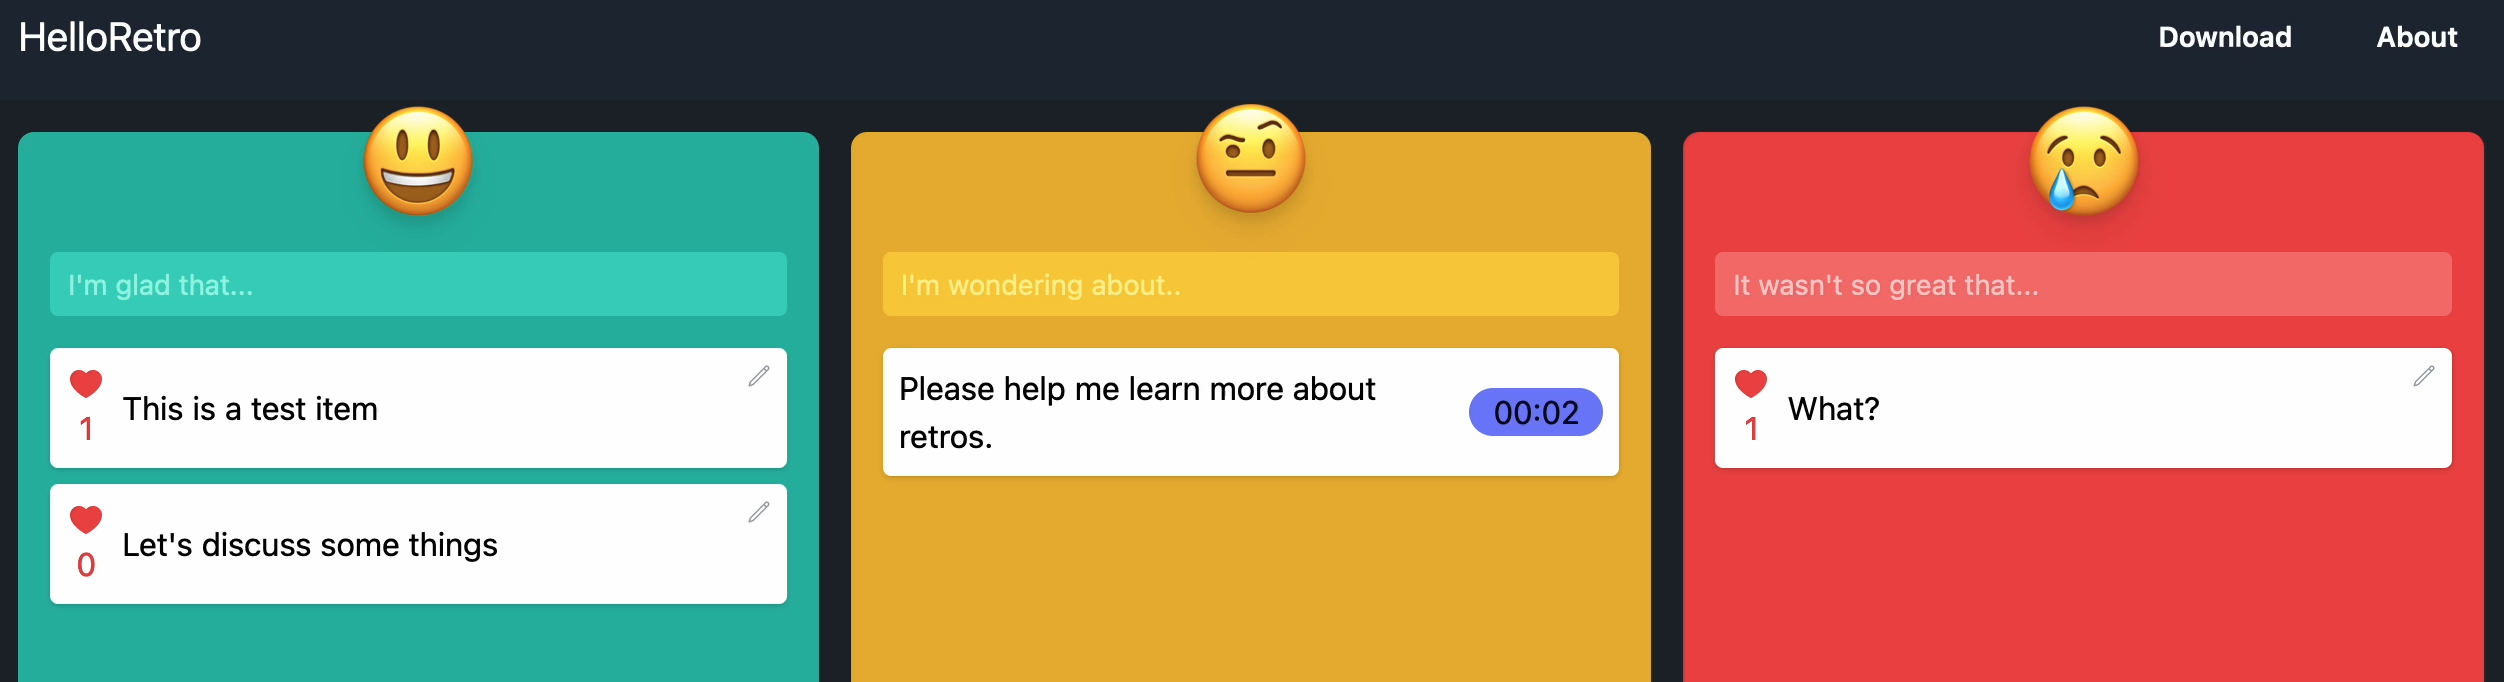 HelloRetro
Download
About
I'm glad that...
1
This is a test item
0
Let's discuss some things
I'm wondering about..
Please help me learn more about
retros.
00:02
It wasn't so great that...
1
What?